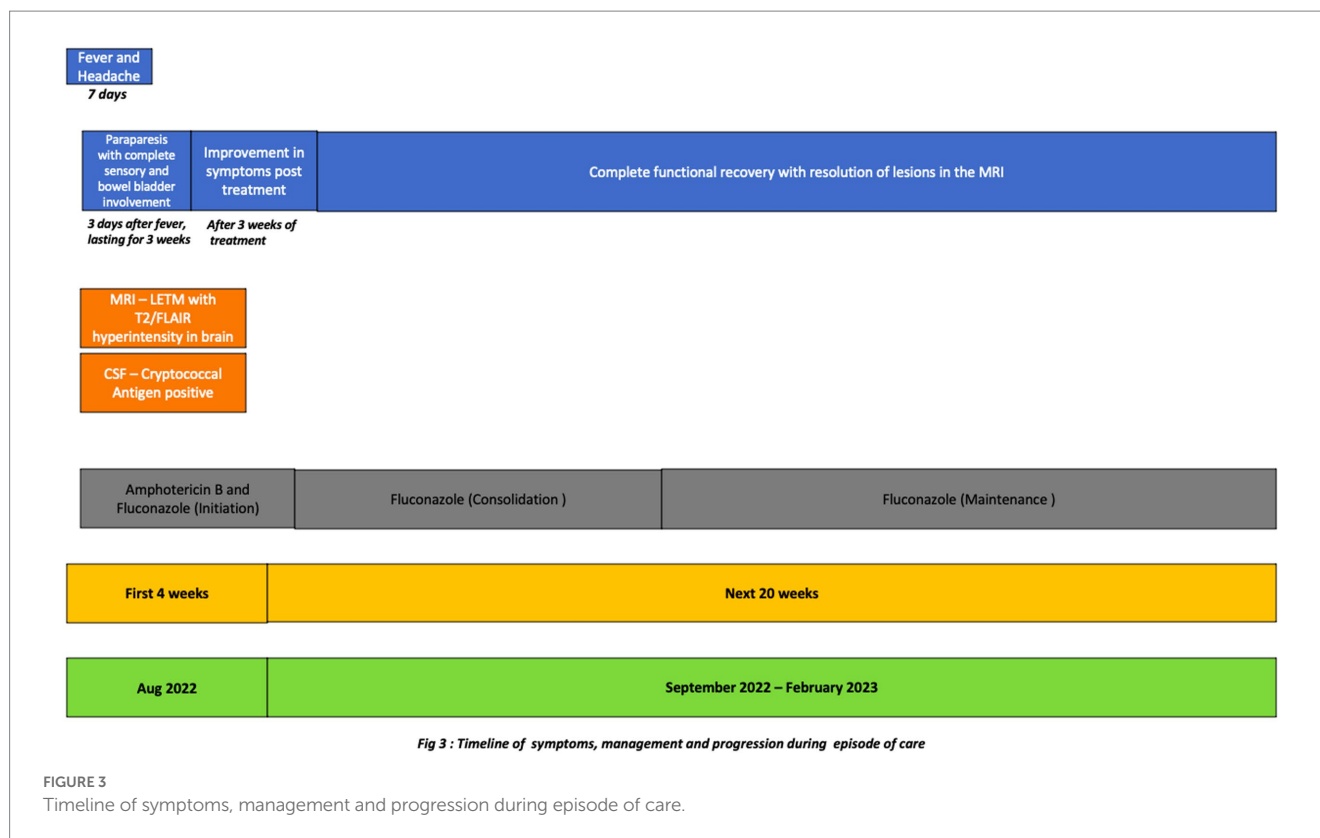 Fever and
Headache
7 days
Paraparesis
with complete
sensory and
bowel bladder
involvement
Improvement in
symptoms post
treatment
Complete functional recovery with resolution of lesions in the MRI
3 days after fever,
lasting for 3 weeks
After 3 weeks of
treatment
MRI – LETM with
T2/FLAIR
hyperintensity in brain
CSF – Cryptococcal
Antigen positive
Amphotericin B and
Fluconazole (Initiation)
Fluconazole (Consolidation )
Fluconazole (Maintenance )
First 4 weeks
Next 20 weeks
Aug 2022
September 2022 – February 2023
Fig 3 : Timeline of symptoms, management and progression during episode of care
FIGURE 3
Timeline of symptoms, management and progression during episode of care.